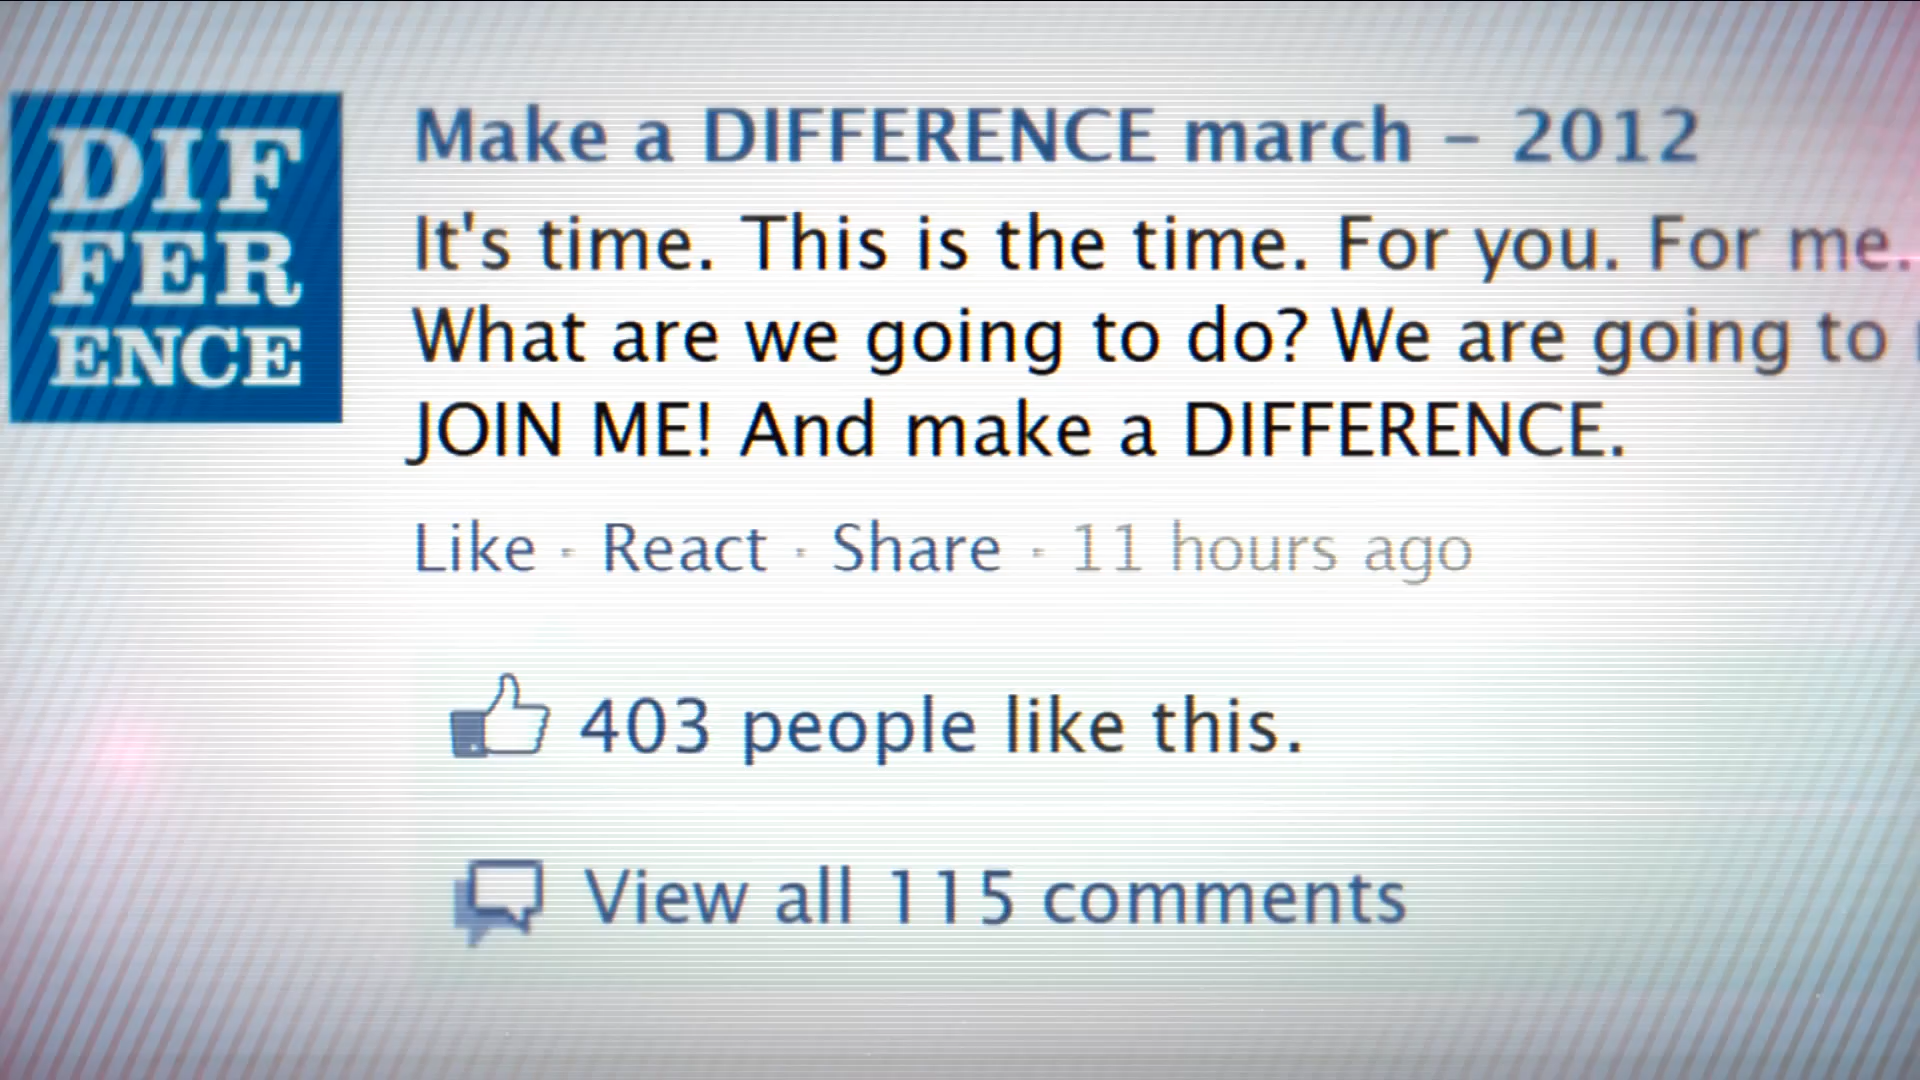 DIF
FER
ENCE
Make a DIFFERENCE march – 2012
It's time. This is the time. For you. For me.
What are we going to do? We are going to
JOIN ME! And make a DIFFERENCE.
Like · React · Share · 11 hours ago
403 people like this.
View all 115 comments